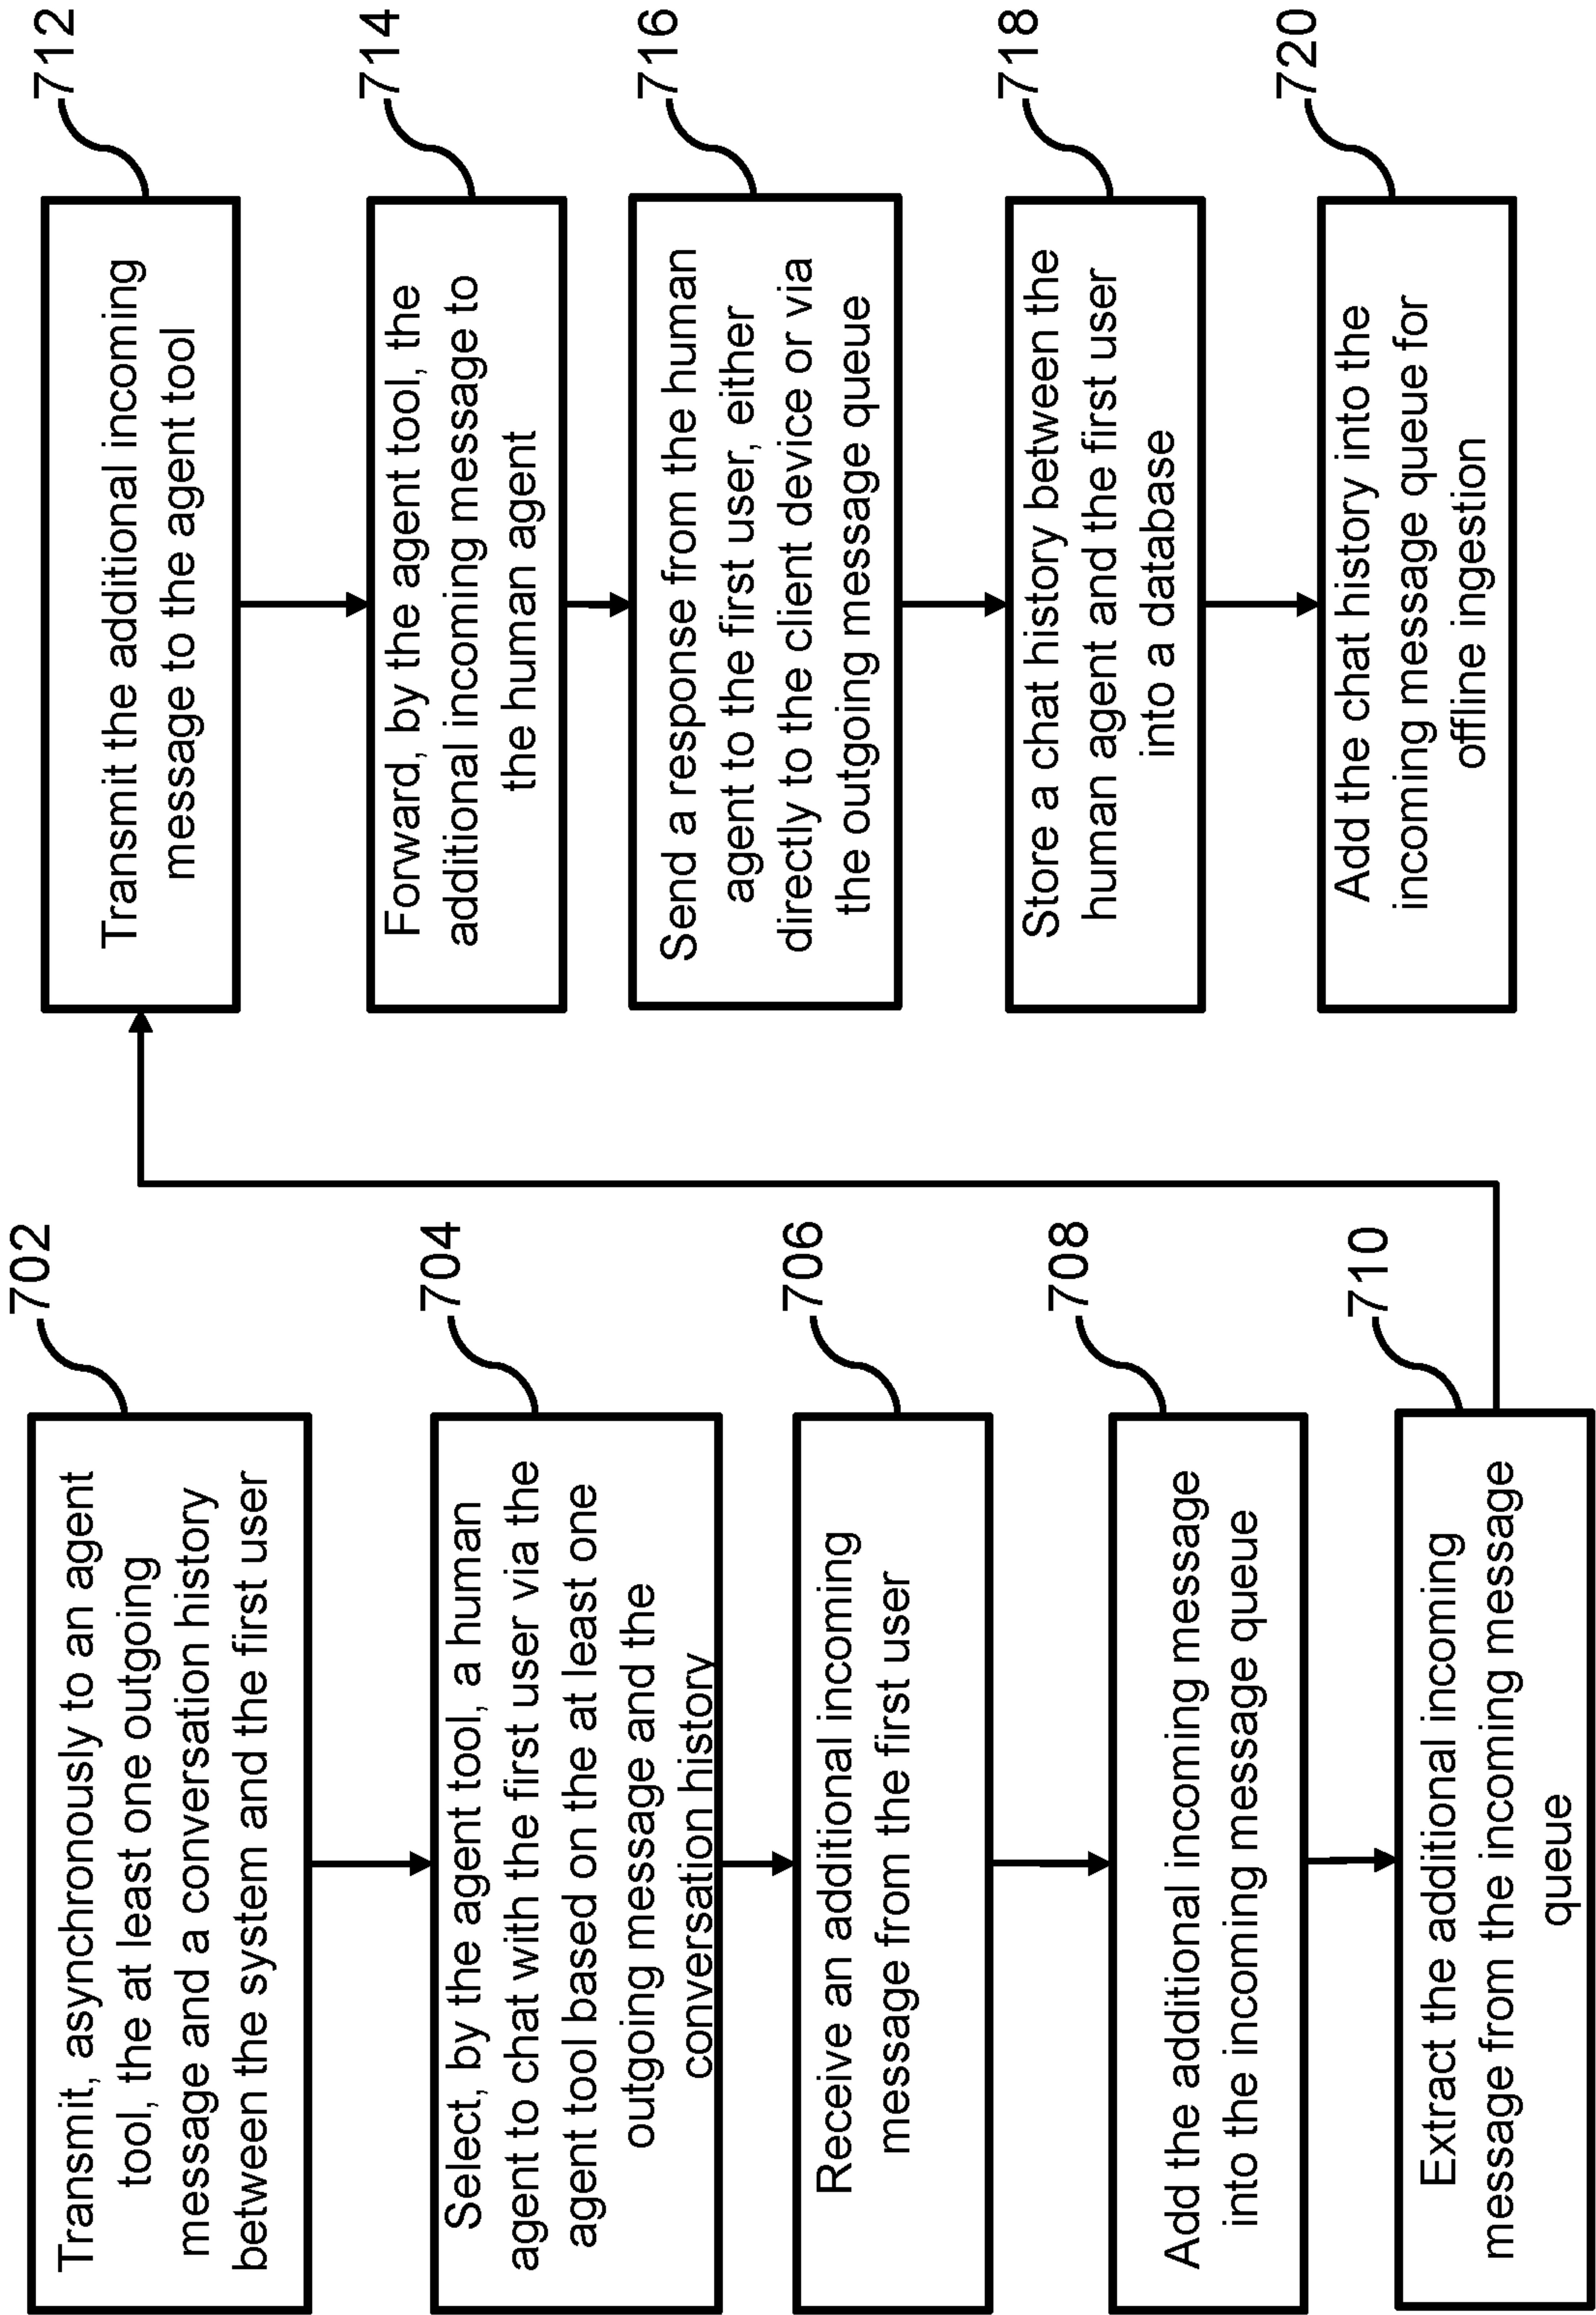 702
Transmit, asynchronously to an agent
tool, the at least one outgoing
message and a conversation history
between the system and the first user
704
Select, by the agent tool, a human
agent to chat with the first user via the
agent tool based on the at least one
outgoing message and the
conversation history
706
Receive an additional incoming
message from the first user
708
Add the additional incoming message
into the incoming message queue
710
Extract the additional incoming
message from the incoming message
queue
712
Transmit the additional incoming
message to the agent tool
714
Forward, by the agent tool, the
additional incoming message to
the human agent
716
Send a response from the human
agent to the first user, either
directly to the client device or via
the outgoing message queue
718
Store a chat history between the
human agent and the first user
into a database
720
Add the chat history into the
incoming message queue for
offline ingestion